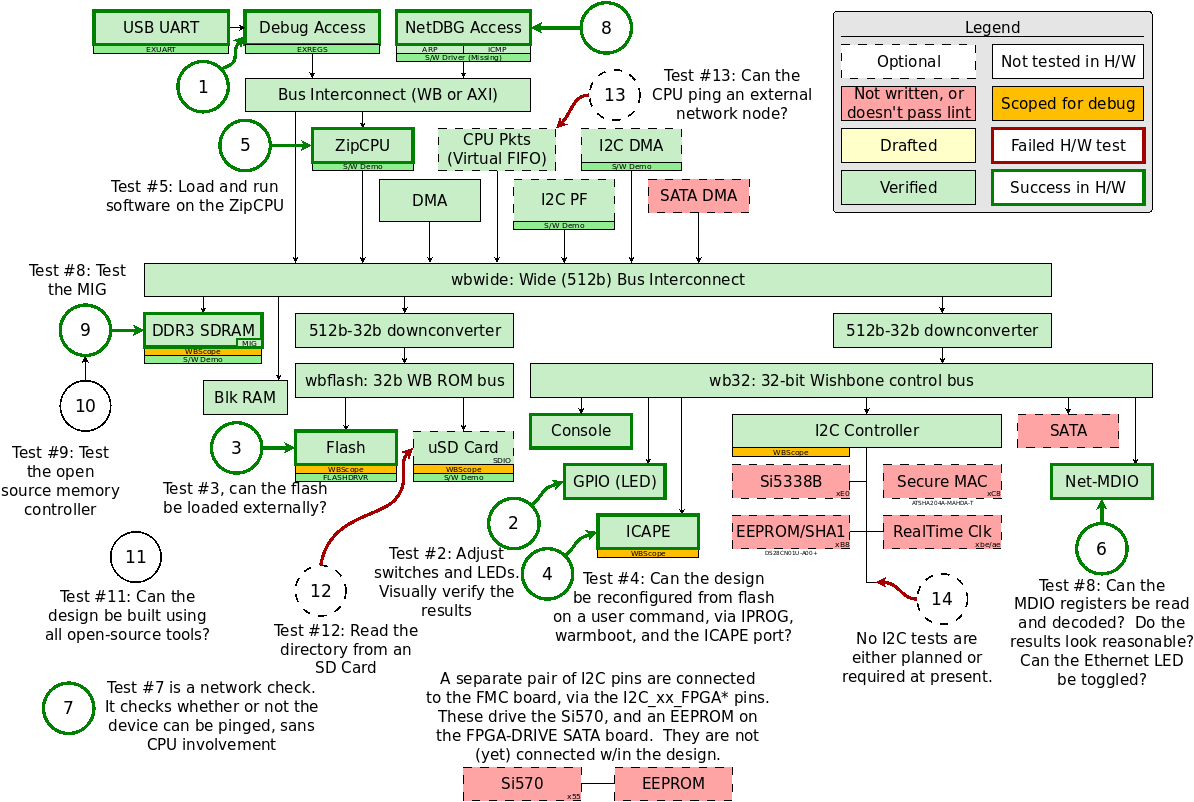 USB UART
EXUART
Debug Access
EXREGS
NetDBG Access
ARP
ICMP
S/W Driver (Missing)
8
1
Bus Interconnect (WB or AXI)
Test #13: Can the
CPU ping an external
network node?
13
Legend
Optional
Not tested in H/W
Not written, or
doesn't pass lint
Scoped for debug
Drafted
Failed H/W test
Verified
Success in H/W
5
ZipCPU
S/W Demo
CPU Pkts
(Virtual FIFO)
I2C DMA
S/W Demo
Test #5: Load and run
software on the ZipCPU
DMA
I2C PF
S/W Demo
SATA DMA
wbwide: Wide (512b) Bus Interconnect
Test #8: Test
the MIG
9
DDR3 SDRAM
MIG
WBScope
S/W Demo
512b-32b downconverter
512b-32b downconverter
10
Blk RAM
wbflash: 32b WB ROM bus
wb32: 32-bit Wishbone control bus
Test #9: Test
the open
source memory
controller
3
Flash
WBScope
FLASHDRVR
uSD Card
SDIO
WBScope
S/W Demo
Test #3, can the flash
be loaded externally?
Console
I2C Controller
WBScope
SATA
GPIO (LED)
Si5338B
xE0
Secure MAC
xC8
ATSHA204A-MAHDA-T
Net-MDIO
2
ICAPE
WBScope
EEPROM/SHA1
xB8
DS28CN01U-A00+
RealTime Clk
xbe/ae
11
Test #11: Can the
design be built using
all open-source tools?
12
Test #12: Read the
directory from an
SD Card
Test #2: Adjust
switches and LEDs.
Visually verify the
results
4
Test #4: Can the design
be reconfigured from flash
on a user command, via IPROG,
warmboot, and the ICAPE port?
14
No I2C tests are
either planned or
required at present.
6
Test #8: Can the
MDIO registers be read
and decoded? Do the
results look reasonable?
Can the Ethernet LED
be toggled?
7
Test #7 is a network check.
It checks whether or not the
device can be pinged, sans
CPU involvement
A separate pair of I2C pins are connected
to the FMC board, via the I2C_xx_FPGA* pins.
These drive the Si570, and an EEPROM on
the FPGA-DRIVE SATA board. They are not
(yet) connected w/in the design.
Si570
x55
EEPROM